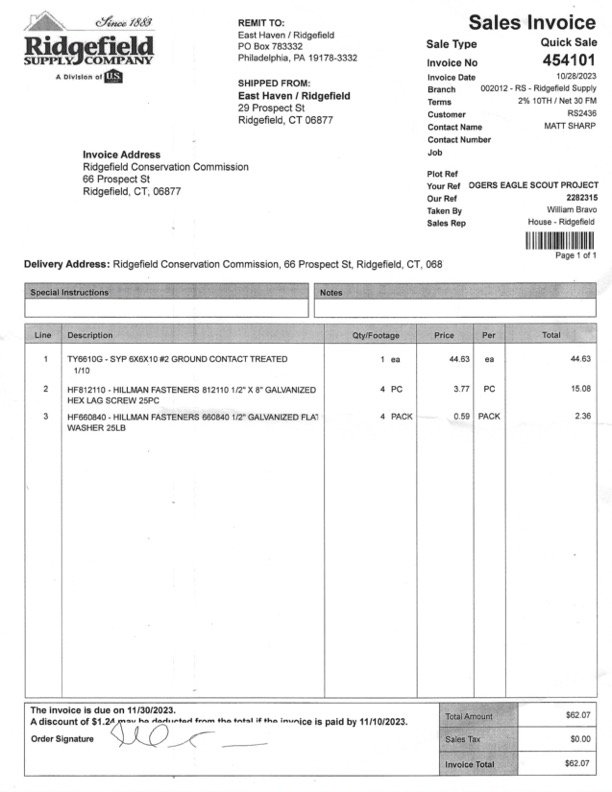 Since 1883
Ridgefield
SUPPLY COMPANY
A Division of US
REMIT TO:
East Haven / Ridgefield
PO Box 783332
Philadelphia, PA 19178-3332
SHIPPED FROM:
East Haven / Ridgefield
29 Prospect St
Ridgefield, CT 06877
Sales Invoice
Sale Type Quick Sale
Invoice No 454101
Invoice Date 10/28/2023
Branch 002012 - RS - Ridgefield Supply
Terms 2% 10TH / Net 30 FM
Customer RS2436
Contact Name MATT SHARP
Contact Number
Job
Plot Ref
Your Ref OGERS EAGLE SCOUT PROJECT
Our Ref 2282315
Taken By William Bravo
Sales Rep House - Ridgefield
Page 1 of 1
Invoice Address
Ridgefield Conservation Commission
66 Prospect St
Ridgefield, CT, 06877
Delivery Address: Ridgefield Conservation Commission, 66 Prospect St, Ridgefield, CT, 068
Special Instructions Notes
Line Description Qty/Footage Price Per Total
1 TY6610G - SYP 6X6X10 #2 GROUND CONTACT TREATED 1 ea 44.63 ea 44.63
1/10
2 HF812110 - HILLMAN FASTENERS 812110 1/2" X 8" GALVANIZED 4 PC 3.77 PC 15.08
HEX LAG SCREW 25PC
3 HF660840 - HILLMAN FASTENERS 660840 1/2" GALVANIZED FLAT 4 PACK 0.59 PACK 2.36
WASHER 25LB
The invoice is due on 11/30/2023.
A discount of $1.24 may be deducted from the total if the invoice is paid by 11/10/2023.
Order Signature
Total Amount $62.07
Sales Tax $0.00
Invoice Total $62.07